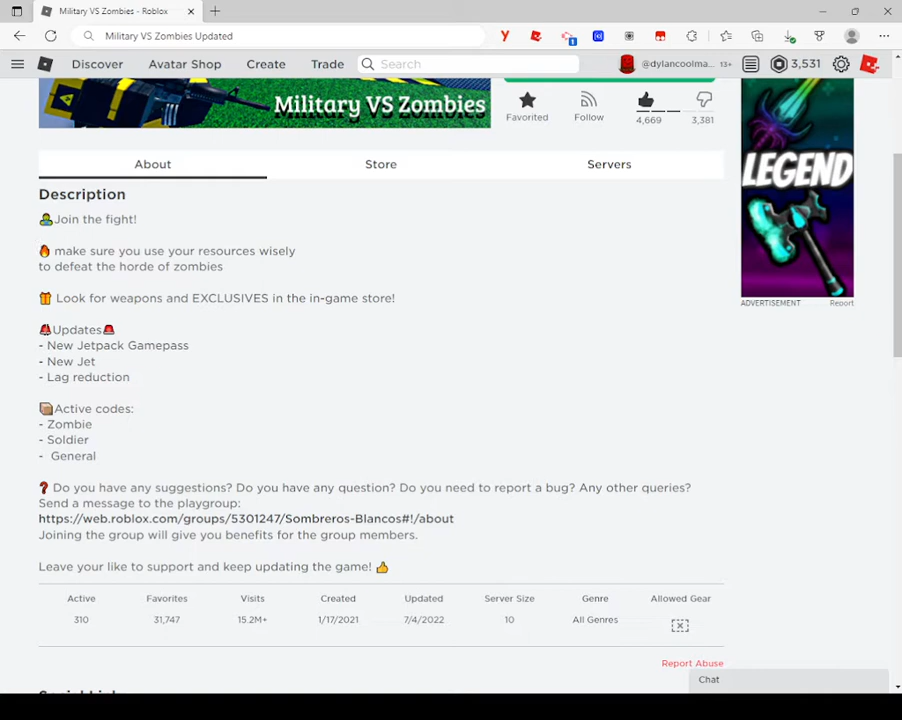 Military VS Zombies - Roblox
Military VS Zombies Updated
Discover
Avatar Shop
Create
Trade
Search
@dylancoolma...
13+
3,531
Military VS Zombies
Favorited
Follow
4,669
3,381
LEGEND
ADVERTISEMENT
Report
About
Store
Servers
Description
Join the fight!
make sure you use your resources wisely
to defeat the horde of zombies
Look for weapons and EXCLUSIVES in the in-game store!
Updates
- New Jetpack Gamepass
- New Jet
- Lag reduction
Active codes:
- Zombie
- Soldier
- General
Do you have any suggestions? Do you have any question? Do you need to report a bug? Any other queries?
Send a message to the playgroup:
https://web.roblox.com/groups/5301247/Sombreros-Blancos#!/about
Joining the group will give you benefits for the group members.
Leave your like to support and keep updating the game!
Active
Favorites
Visits
Created
Updated
Server Size
Genre
Allowed Gear
310
31,747
15.2M+
1/17/2021
7/4/2022
10
All Genres
Report Abuse
Chat